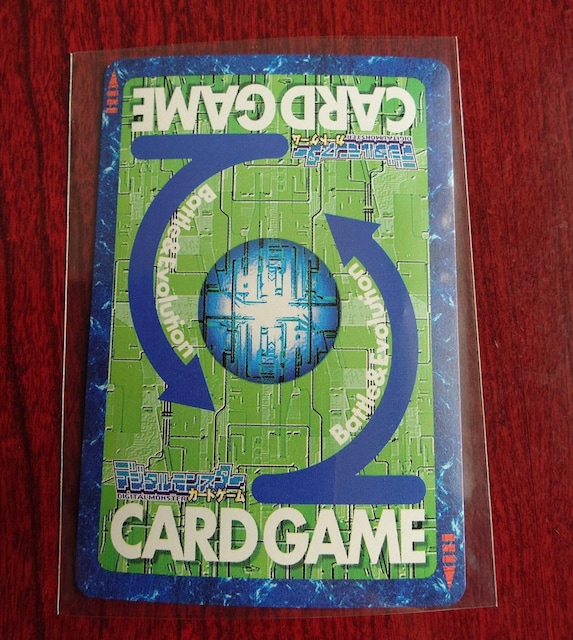 CARD GAME
デジタルモンスター
DIGITAL MONSTER
カードゲーム
Battle&Evolution
Battle&Evolution
デジタルモンスター
DIGITAL MONSTER
カードゲーム
CARD GAME